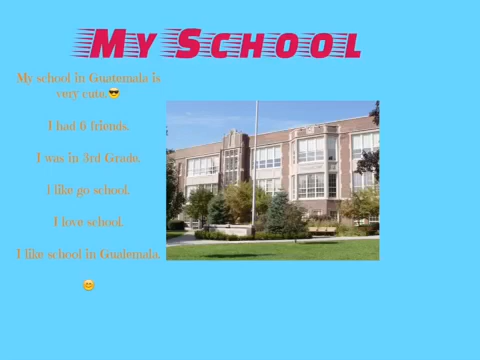 My School
My school in Guatemala is
very cute.😎
I had 6 friends.
I was in 3rd Grade.
I like go school.
I love school.
I like school in Guatemala.
😊